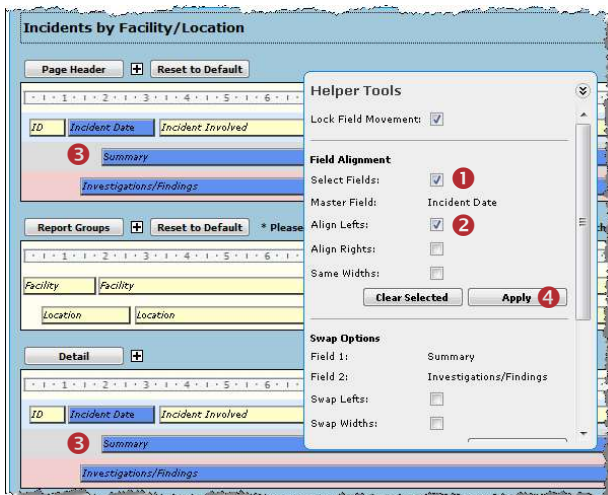 Incidents by Facility/Location
Page Header + Reset to Default
ID Incident Date Incident Involved
3 Summary
Investigations/Findings
Report Groups + Reset to Default * Please
Facility Facility
Location Location
Detail +
ID Incident Date Incident Involved
3 Summary
Investigations/Findings
Helper Tools
Lock Field Movement:
Field Alignment
Select Fields: 1
Master Field: Incident Date
Align Lefts: 2
Align Rights:
Same Widths:
Clear Selected Apply 4
Swap Options
Field 1: Summary
Field 2: Investigations/Findings
Swap Lefts:
Swap Widths: